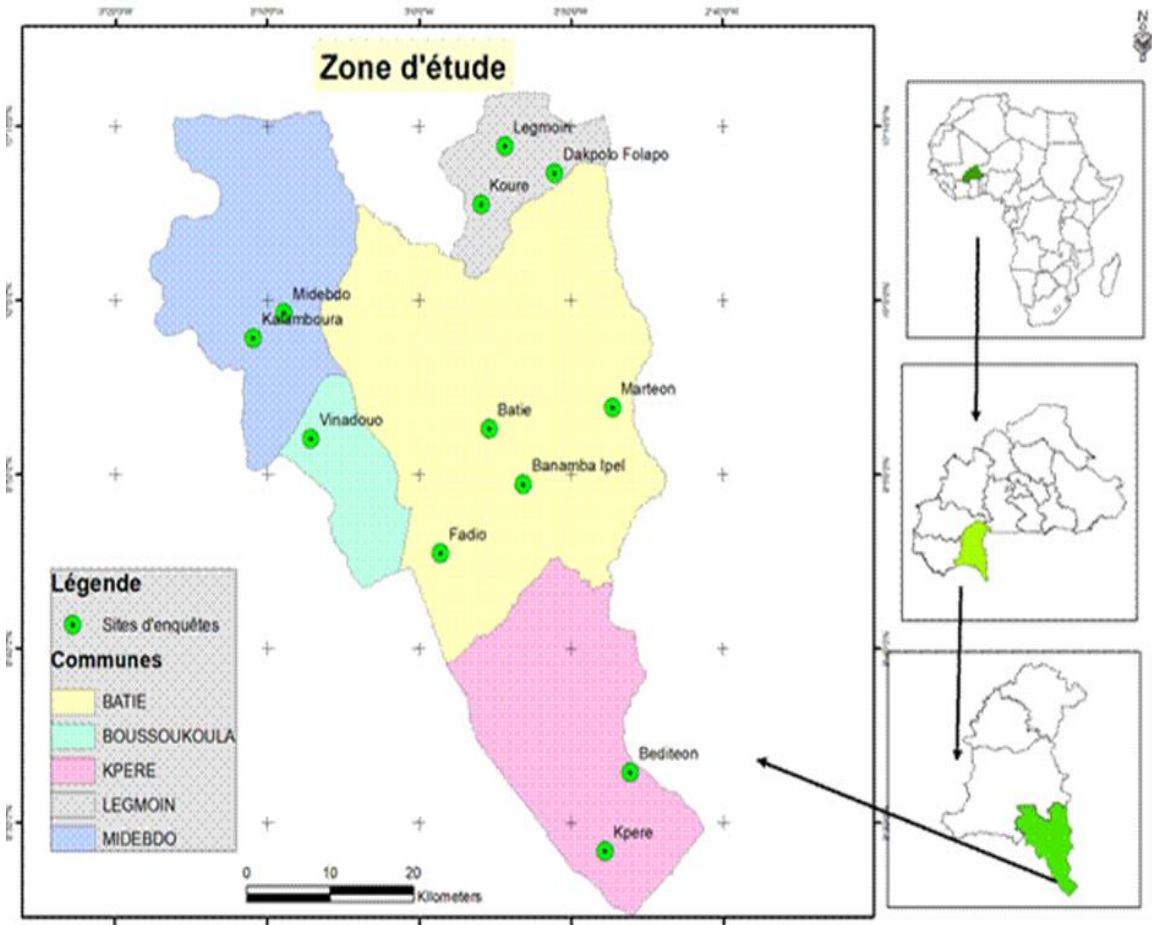 Zone d'étude
N
Legmoin
Dakpolo Folapo
Koure
Midebdo
Kalamboura
Marteon
Batie
Vinadouo
Banamba Ipel
Fadio
Bediteon
Kpere
Légende
Sites d'enquêtes
Communes
BATIE
BOUSSOUKOULA
KPERE
LEGMOIN
MIDEBDO
0 10 20
Kilometers